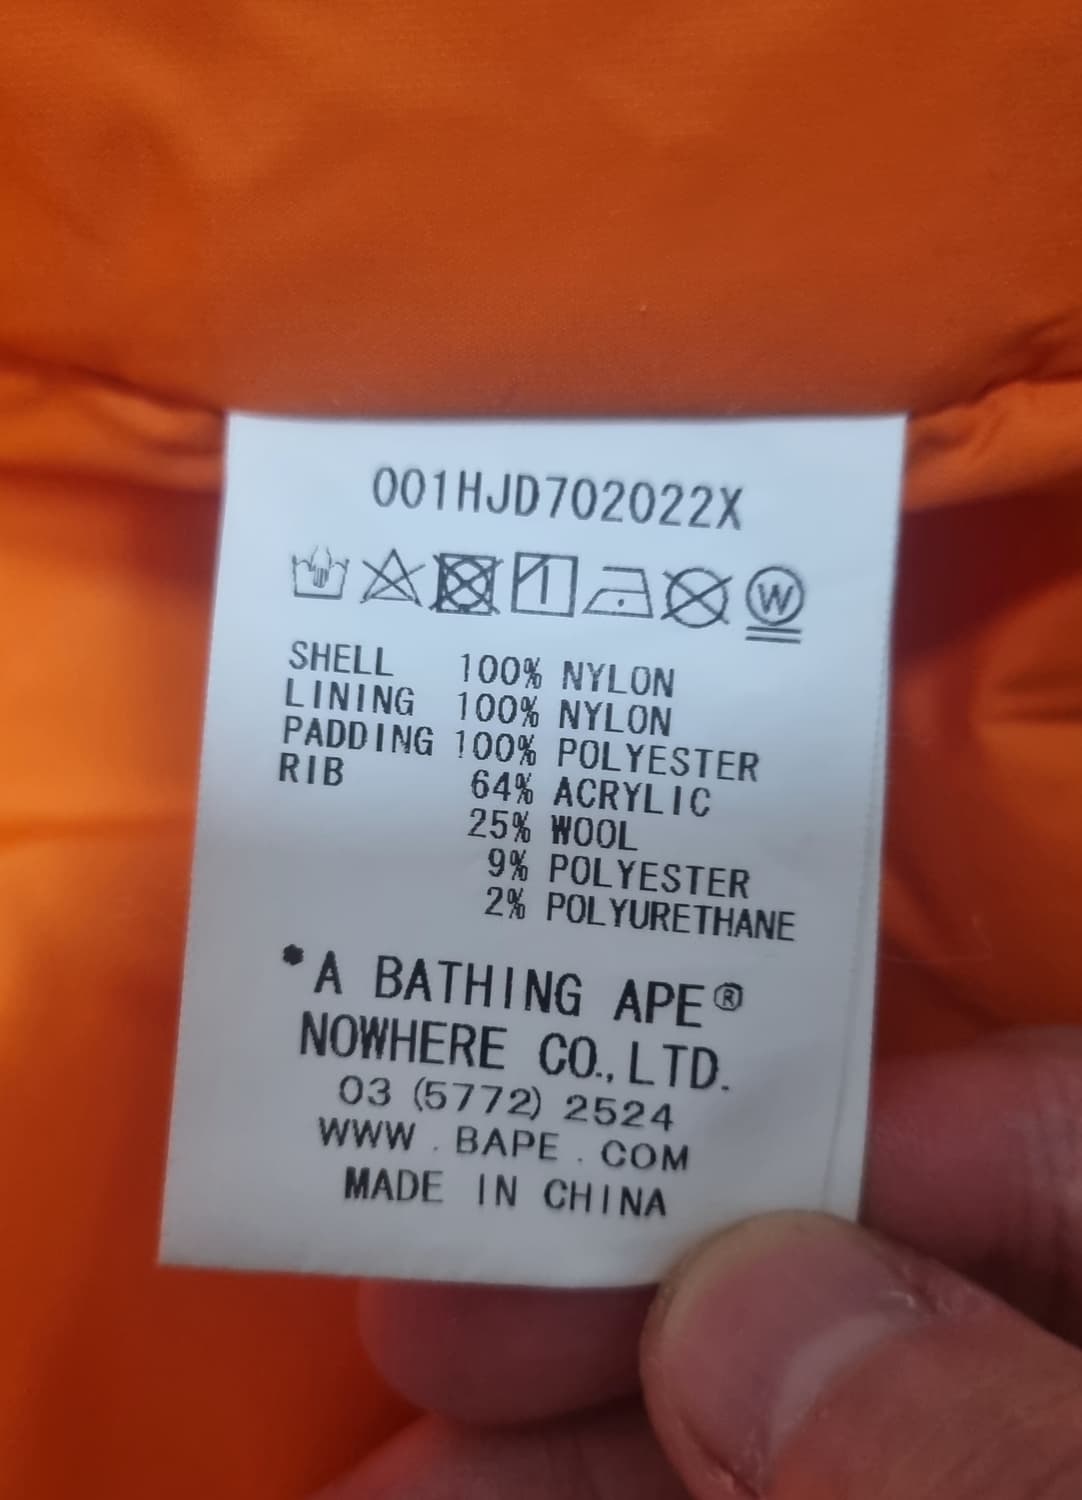 001HJD702022X
W
SHELL 100% NYLON
LINING 100% NYLON
PADDING 100% POLYESTER
RIB 64% ACRYLIC
25% WOOL
9% POLYESTER
2% POLYURETHANE
*A BATHING APE®
NOWHERE CO., LTD.
03 (5772) 2524
WWW . BAPE . COM
MADE IN CHINA